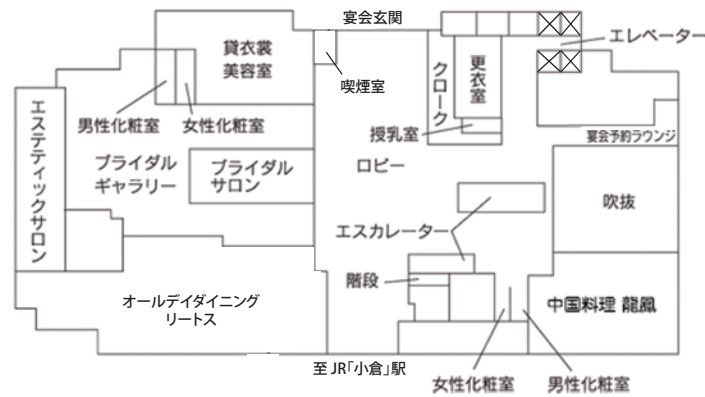 宴会玄関
エレベーター
貸衣裳
美容室
喫煙室
クローク
更衣室
男性化粧室
女性化粧室
授乳室
宴会予約ラウンジ
エステティックサロン
ブライダル
ギャラリー
ブライダル
サロン
ロビー
吹抜
エスカレーター
階段
オールデイダイニング
リートス
中国料理 龍鳳
至 JR「小倉」駅
女性化粧室
男性化粧室